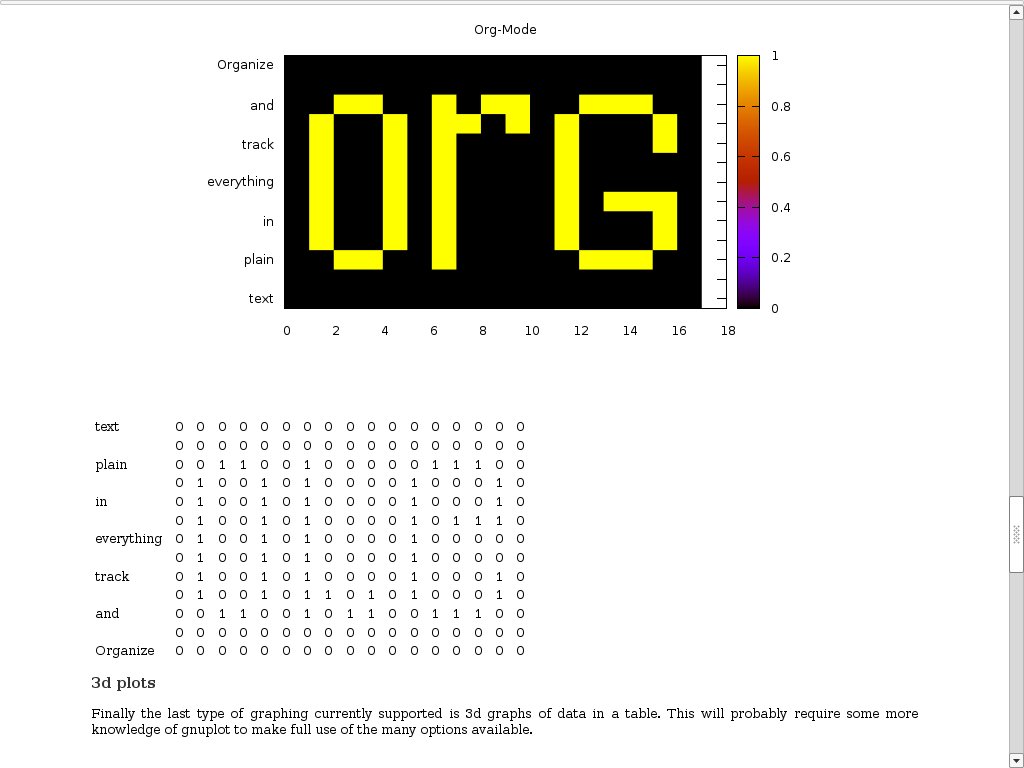 Org-Mode
Organize
and
track
everything
in
plain
text
1
0.8
0.6
0.4
0.2
0
0 2 4 6 8 10 12 14 16 18
text 0 0 0 0 0 0 0 0 0 0 0 0 0 0 0 0 0
0 0 0 0 0 0 0 0 0 0 0 0 0 0 0 0 0
plain 0 0 1 1 0 0 1 0 0 0 0 0 1 1 1 0 0
0 1 0 0 1 0 1 0 0 0 0 1 0 0 0 1 0
in 0 1 0 0 1 0 1 0 0 0 0 1 0 0 0 1 0
0 1 0 0 1 0 1 0 0 0 0 1 0 1 1 1 0
everything 0 1 0 0 1 0 1 0 0 0 0 1 0 0 0 0 0
0 1 0 0 1 0 1 0 0 0 0 1 0 0 0 0 0
track 0 1 0 0 1 0 1 0 0 0 0 1 0 0 0 1 0
0 1 0 0 1 0 1 1 0 1 0 1 0 0 0 1 0
and 0 0 1 1 0 0 1 0 1 1 0 0 1 1 1 0 0
0 0 0 0 0 0 0 0 0 0 0 0 0 0 0 0 0
Organize 0 0 0 0 0 0 0 0 0 0 0 0 0 0 0 0 0
3d plots
Finally the last type of graphing currently supported is 3d graphs of data in a table. This will probably require some more
knowledge of gnuplot to make full use of the many options available.